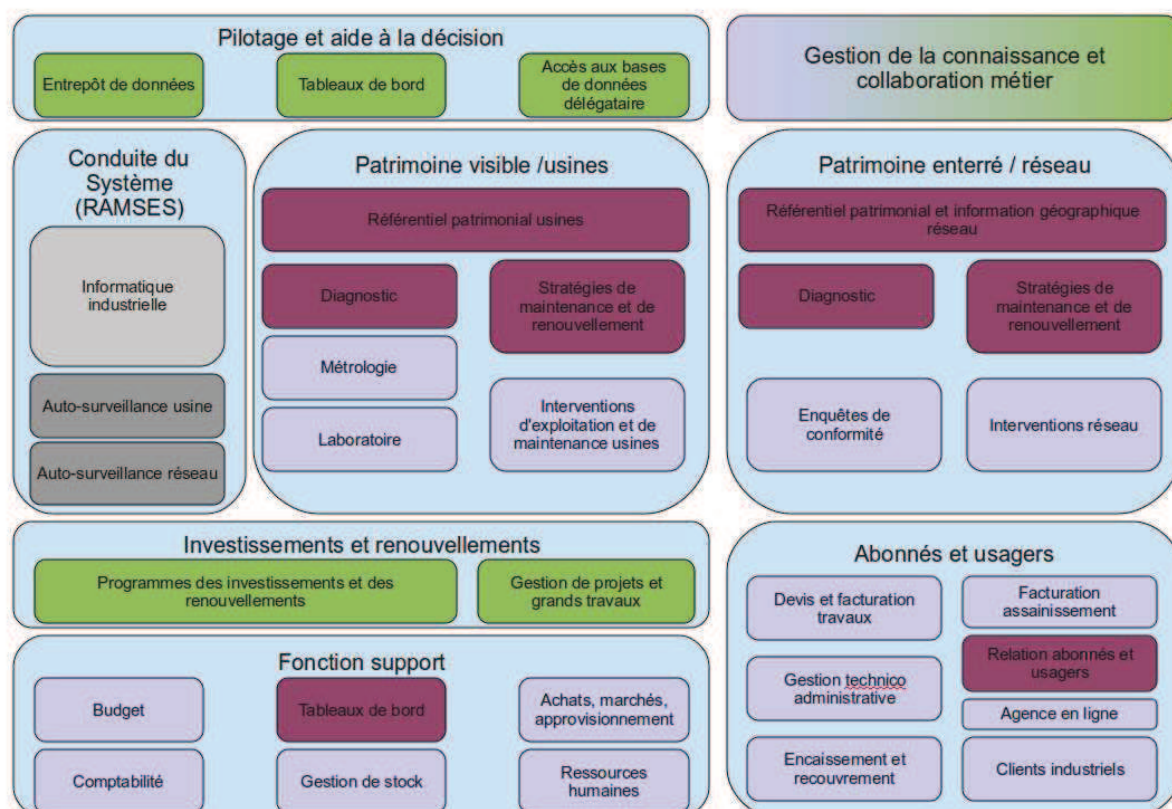 Pilotage et aide à la décision
Entrepôt de données
Tableaux de bord
Accès aux bases
de données
délégataire
Gestion de la connaissance et
collaboration métier
Conduite du
Système
(RAMSES)
Informatique
industrielle
Auto-surveillance usine
Auto-surveillance réseau
Patrimoine visible /usines
Référentiel patrimonial usines
Diagnostic
Stratégies de
maintenance et de
renouvellement
Métrologie
Laboratoire
Interventions
d'exploitation et de
maintenance usines
Patrimoine enterré / réseau
Référentiel patrimonial et information géographique
réseau
Diagnostic
Stratégies de
maintenance et de
renouvellement
Enquêtes de
conformité
Interventions réseau
Investissements et renouvellements
Programmes des investissements et des
renouvellements
Gestion de projets et
grands travaux
Fonction support
Budget
Tableaux de bord
Achats, marchés,
approvisionnement
Comptabilité
Gestion de stock
Ressources
humaines
Abonnés et usagers
Devis et facturation
travaux
Facturation
assainissement
Gestion technico
administrative
Relation abonnés et
usagers
Agence en ligne
Encaissement et
recouvrement
Clients industriels